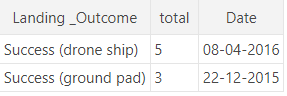 Landing _Outcome total Date
Success (drone ship) 5 08-04-2016
Success (ground pad) 3 22-12-2015